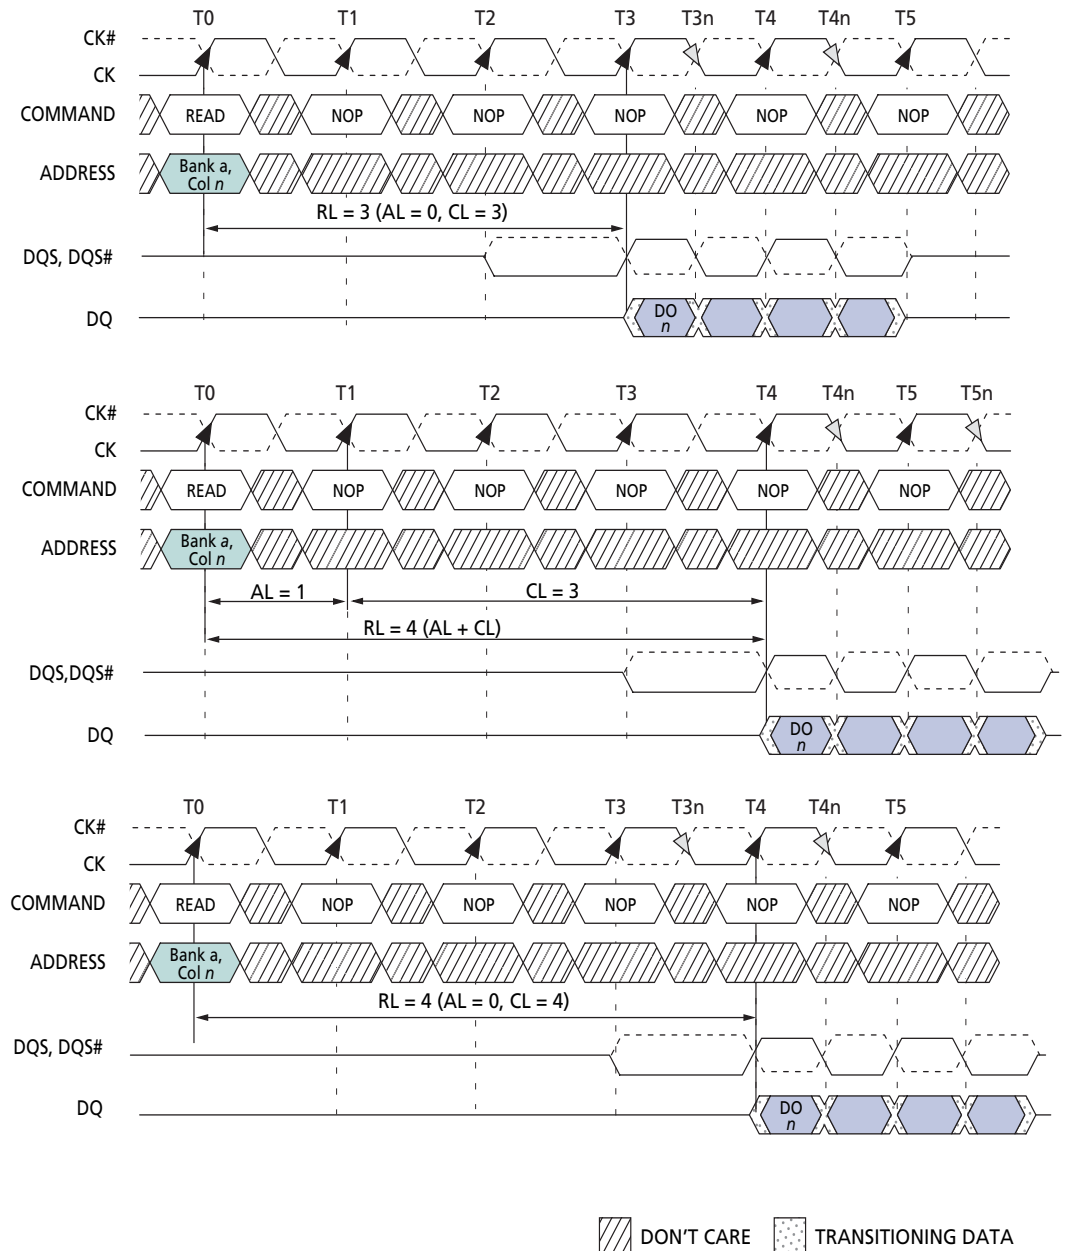 T0 T1 T2 T3 T3n T4 T4n T5
CK#
CK
COMMAND READ NOP NOP NOP NOP NOP
ADDRESS Bank a,
Col n
RL = 3 (AL = 0, CL = 3)
DQS, DQS#
DQ DO
n
T0 T1 T2 T3 T4 T4n T5 T5n
CK#
CK
COMMAND READ NOP NOP NOP NOP NOP
ADDRESS Bank a,
Col n
AL = 1 CL = 3
RL = 4 (AL + CL)
DQS,DQS#
DQ DO
n
T0 T1 T2 T3 T3n T4 T4n T5
CK#
CK
COMMAND READ NOP NOP NOP NOP NOP
ADDRESS Bank a,
Col n
RL = 4 (AL = 0, CL = 4)
DQS, DQS#
DQ DO
n
DON'T CARE TRANSITIONING DATA